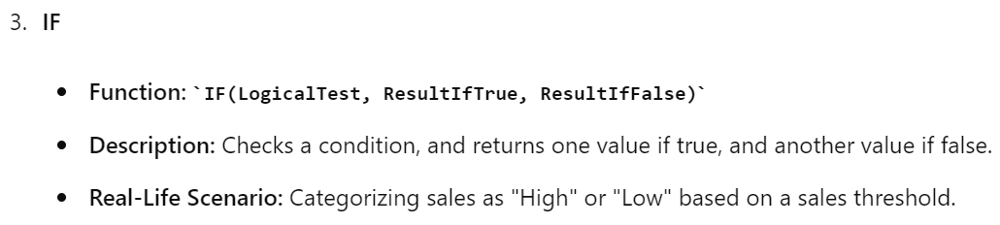 3. IF
• Function: `IF(LogicalTest, ResultIfTrue, ResultIfFalse)`
• Description: Checks a condition, and returns one value if true, and another value if false.
• Real-Life Scenario: Categorizing sales as "High" or "Low" based on a sales threshold.